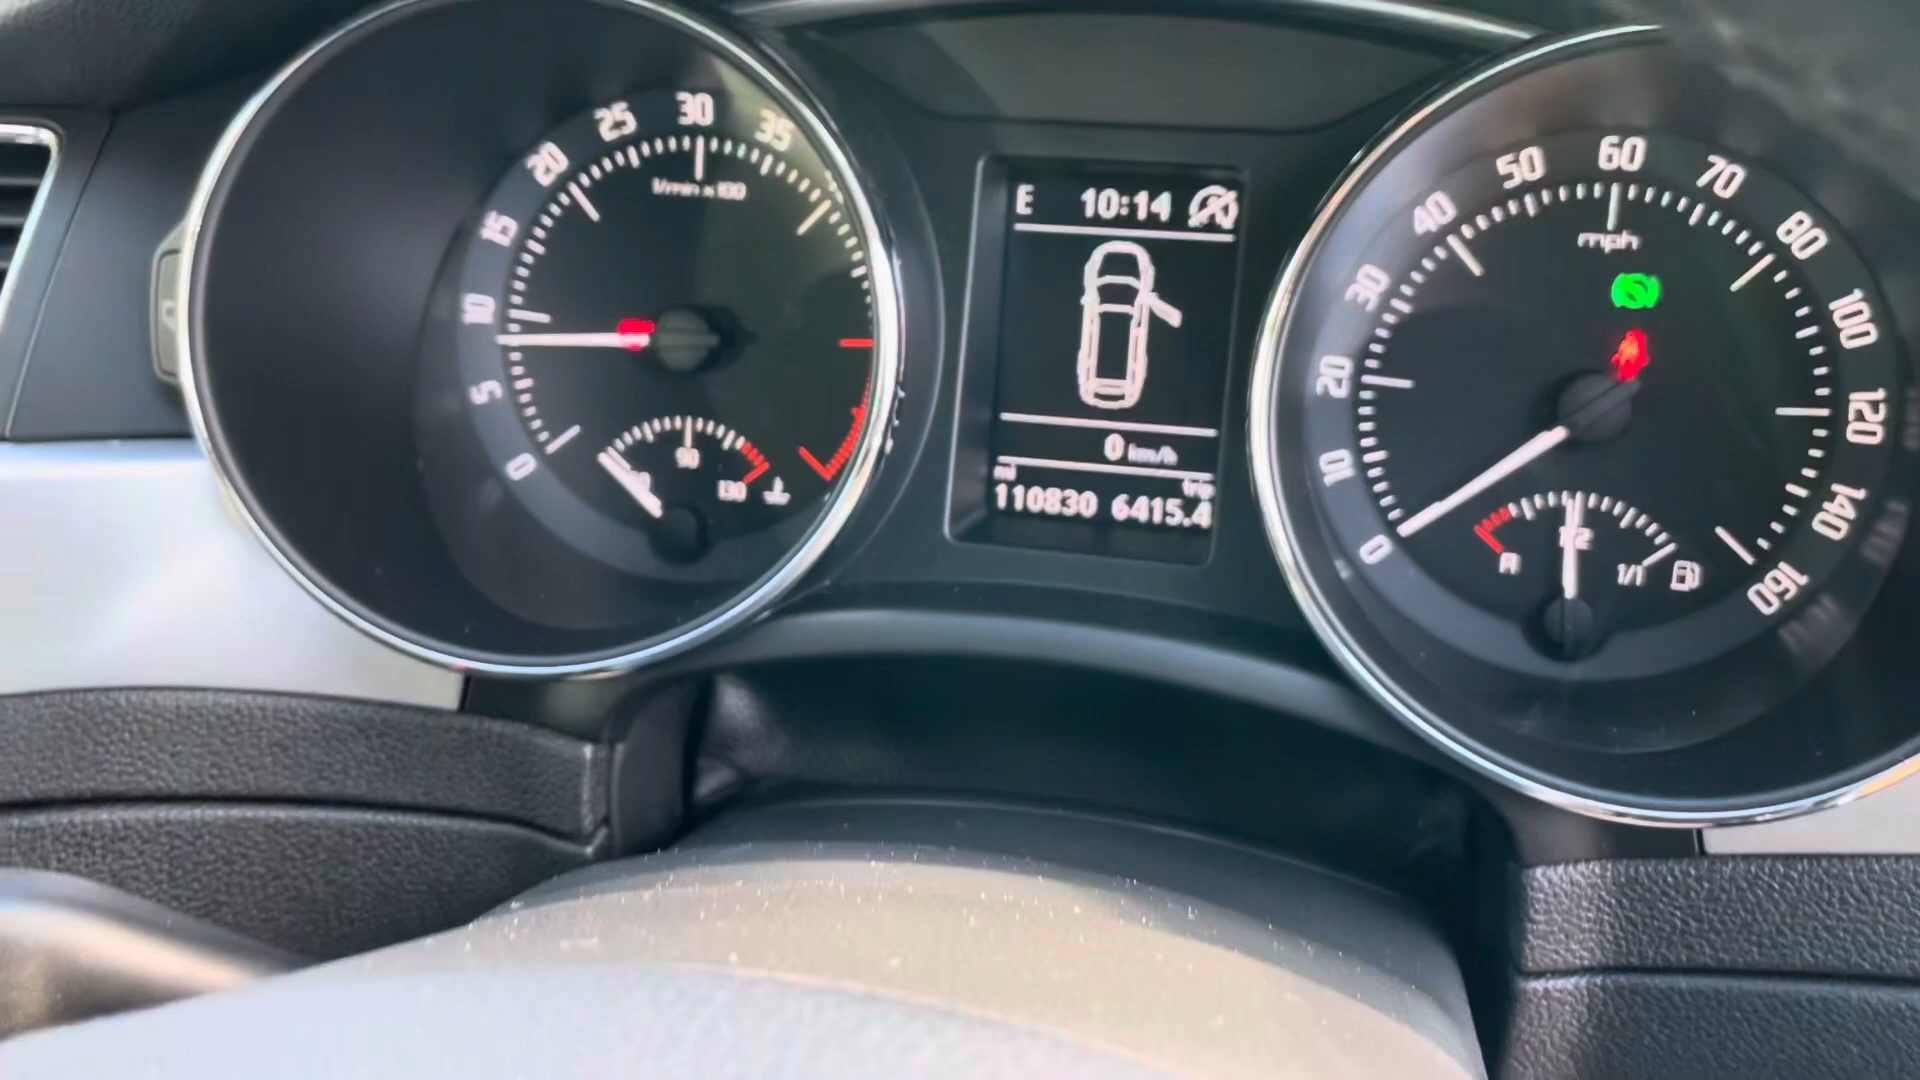 0 5 10 15 20 25 30 35
1/min x 100
90 130
E 10:14
0 km/h
mi trip
110830 6415.4
0 10 20 30 40 50 60 70 80 100 120 140 160
mph
R 1/2 1/1